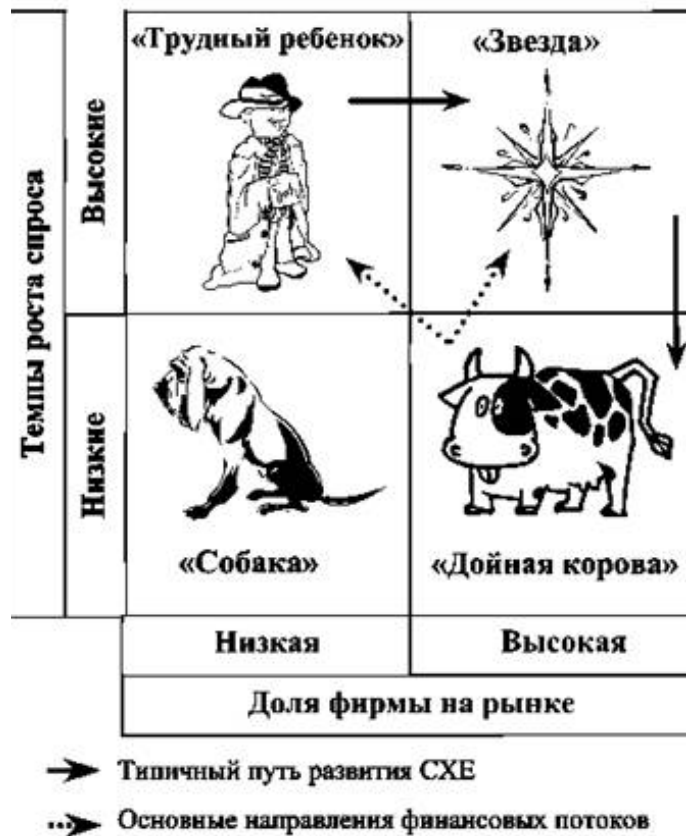 «Трудный ребенок»
«Звезда»
Темпы роста спроса
Высокие
Низкие
«Собака»
«Дойная корова»
Низкая
Высокая
Доля фирмы на рынке
Типичный путь развития СХЕ
Основные направления финансовых потоков